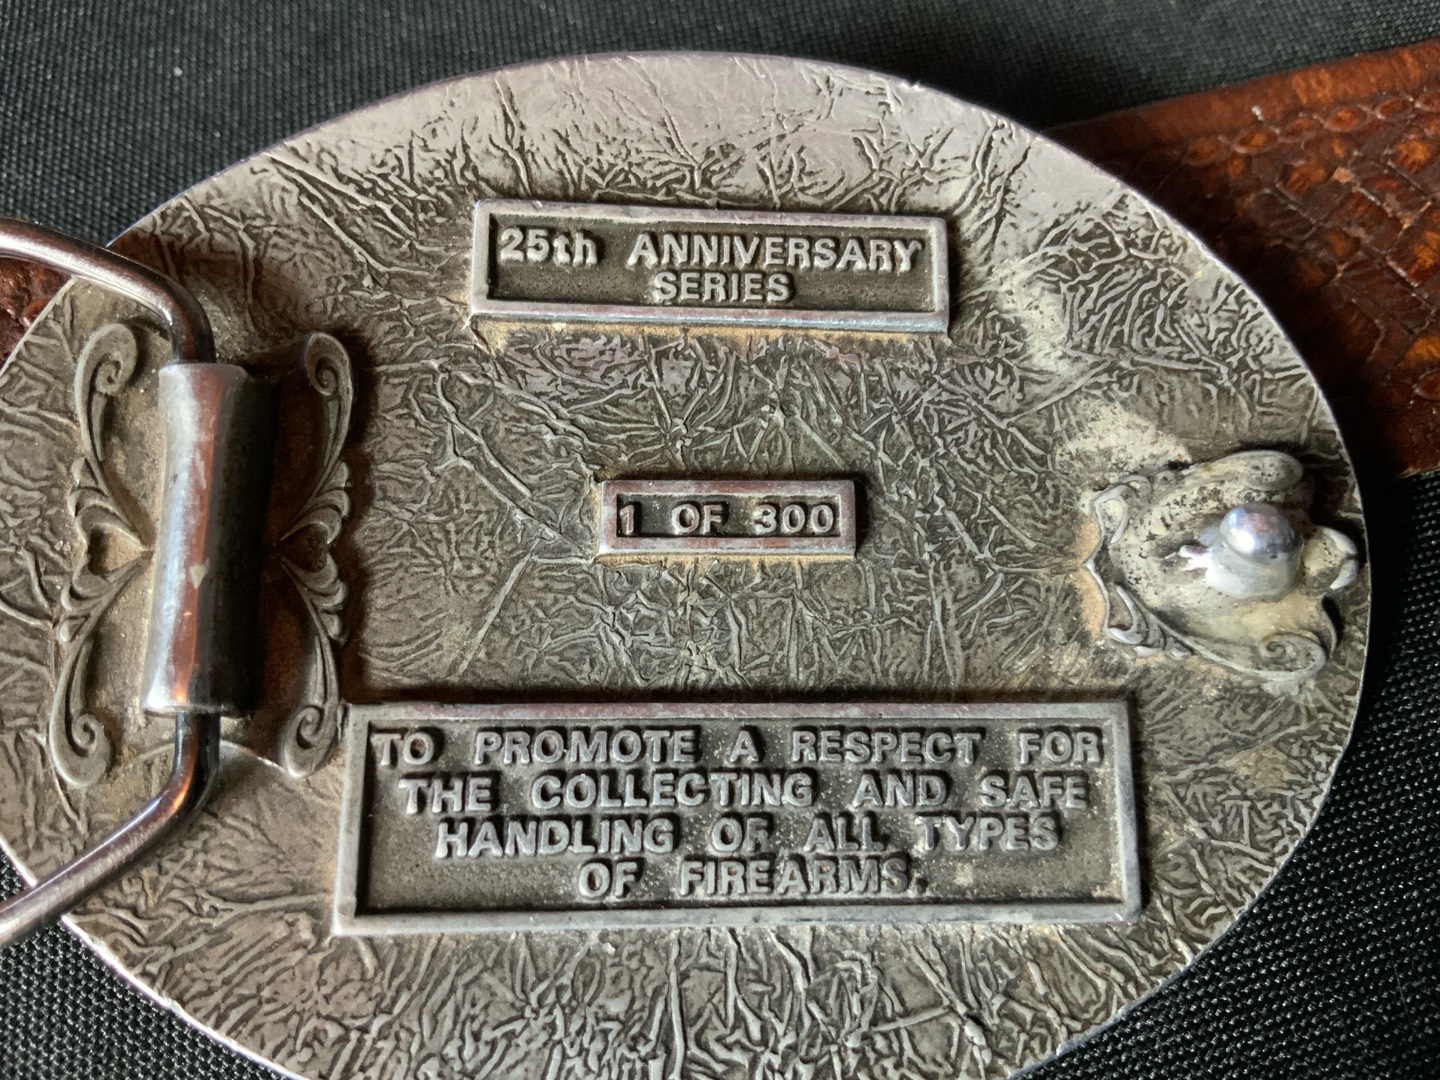 25th ANNIVERSARY
SERIES
1 OF 300
TO PROMOTE A RESPECT FOR
THE COLLECTING AND SAFE
HANDLING OF ALL TYPES
OF FIREARMS.